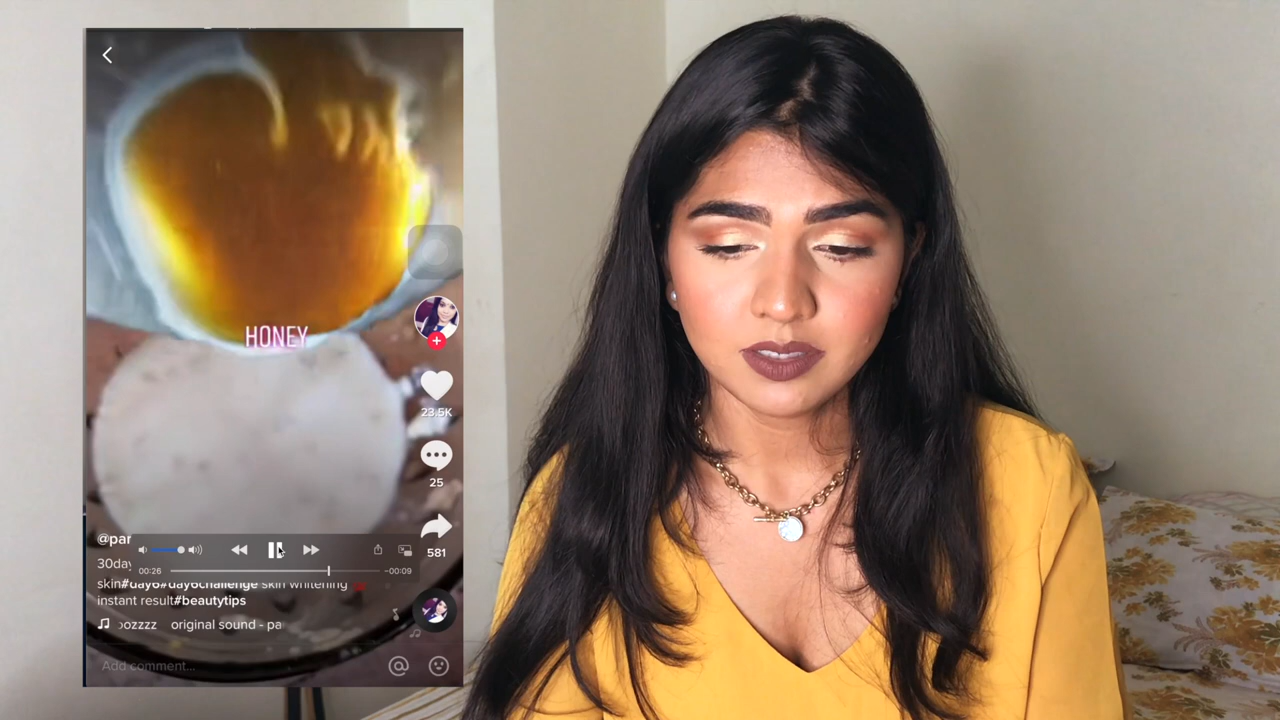 HONEY
23.5K
25
581
@par
00:26
-00:09
30day
skin#day6#day6challenge skin whitening
instant result#beautytips
oozzzz original sound - pa
Add comment...